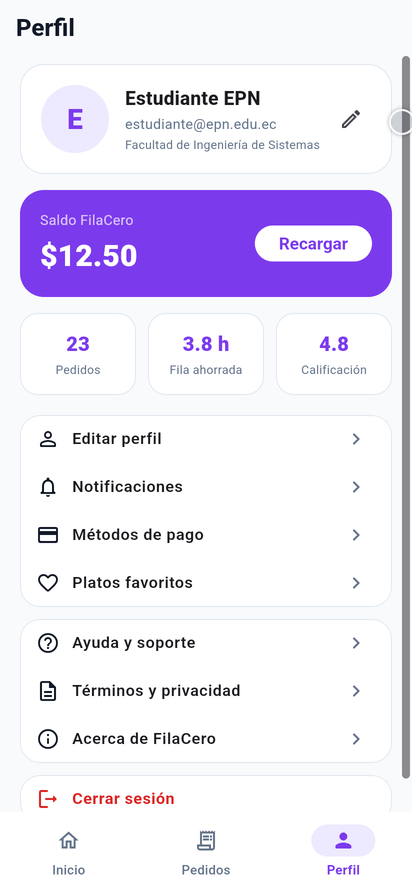 Perfil
E
Estudiante EPN
estudiante@epn.edu.ec
Facultad de Ingeniería de Sistemas
Saldo FilaCero
$12.50
Recargar
23
Pedidos
3.8 h
Fila ahorrada
4.8
Calificación
Editar perfil
Notificaciones
Métodos de pago
Platos favoritos
Ayuda y soporte
Términos y privacidad
Acerca de FilaCero
Cerrar sesión
Inicio
Pedidos
Perfil